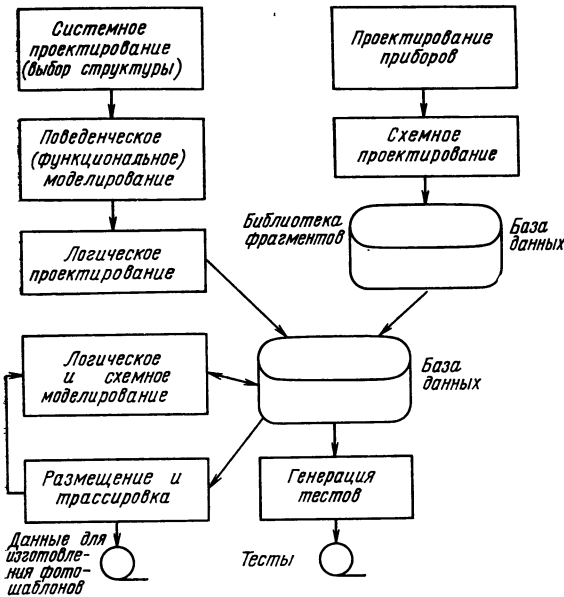 Системное
проектирование
(выбор структуры)
Проектирование
приборов
Поведенческое
(функциональное)
моделирование
Схемное
проектирование
Библиотека
фрагментов
База
данных
Логическое
проектирование
Логическое
и схемное
моделирование
База
данных
Размещение и
трассировка
Генерация
тестов
Данные для
изготовле-
ния фото-
шаблонов
Тесты